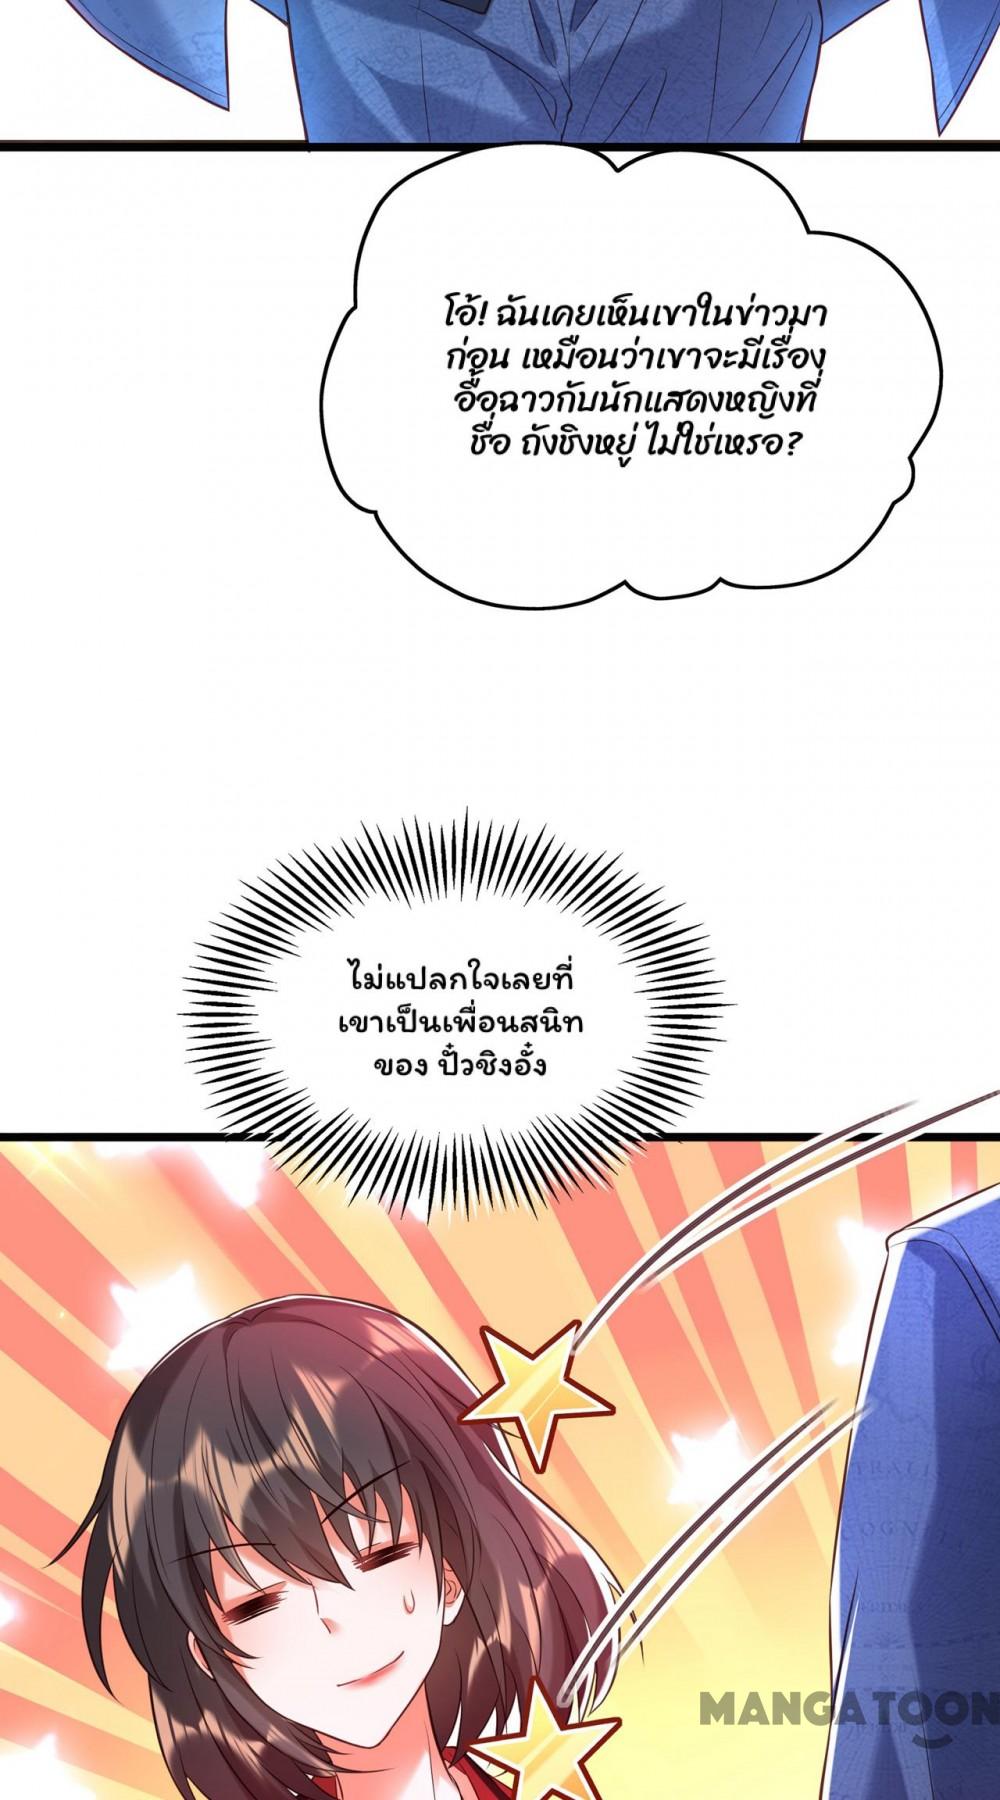 โอ้! ฉันเคยเห็นเขาในข่าวมา
ก่อน เหมือนว่าเขาจะมีเรื่อง
อื้อฉาวกับนักแสดงหญิงที่
ชื่อ ถังชิงหยู่ ไม่ใช่เหรอ?
ไม่แปลกใจเลยที่
เขาเป็นเพื่อนสนิท
ของ ปั๋วชิงอั๋ง
MANGATOON